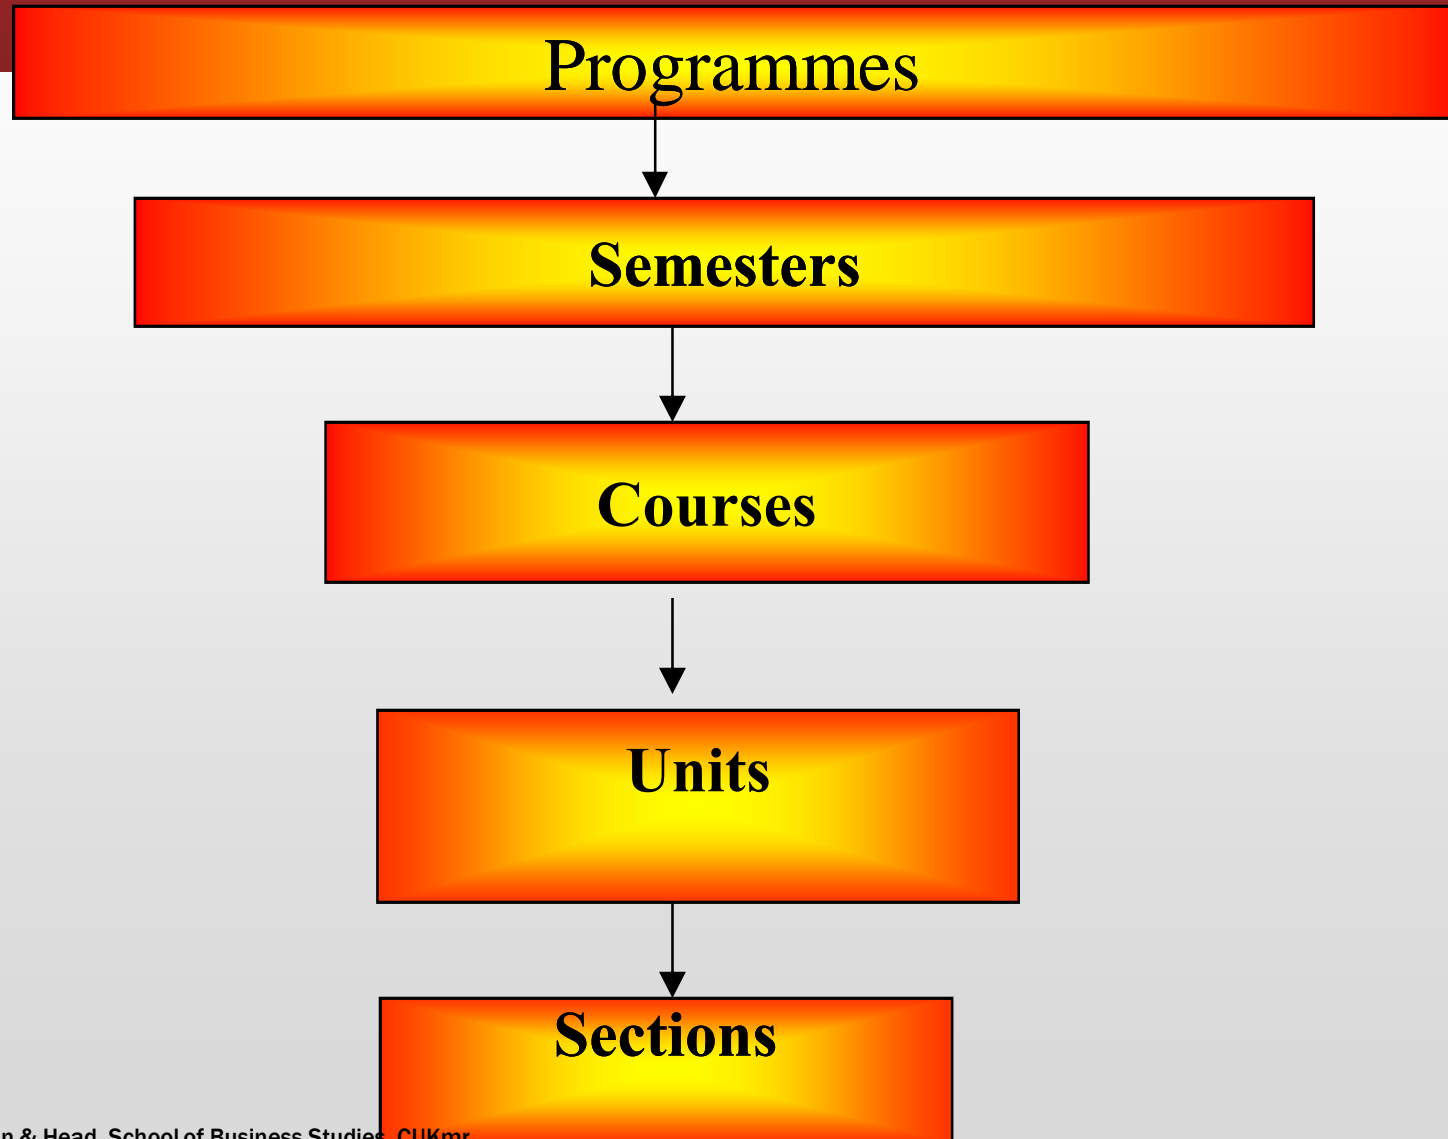 Programmes
Semesters
Courses
Units
Sections
n & Head, School of Business Studies, CUKmr